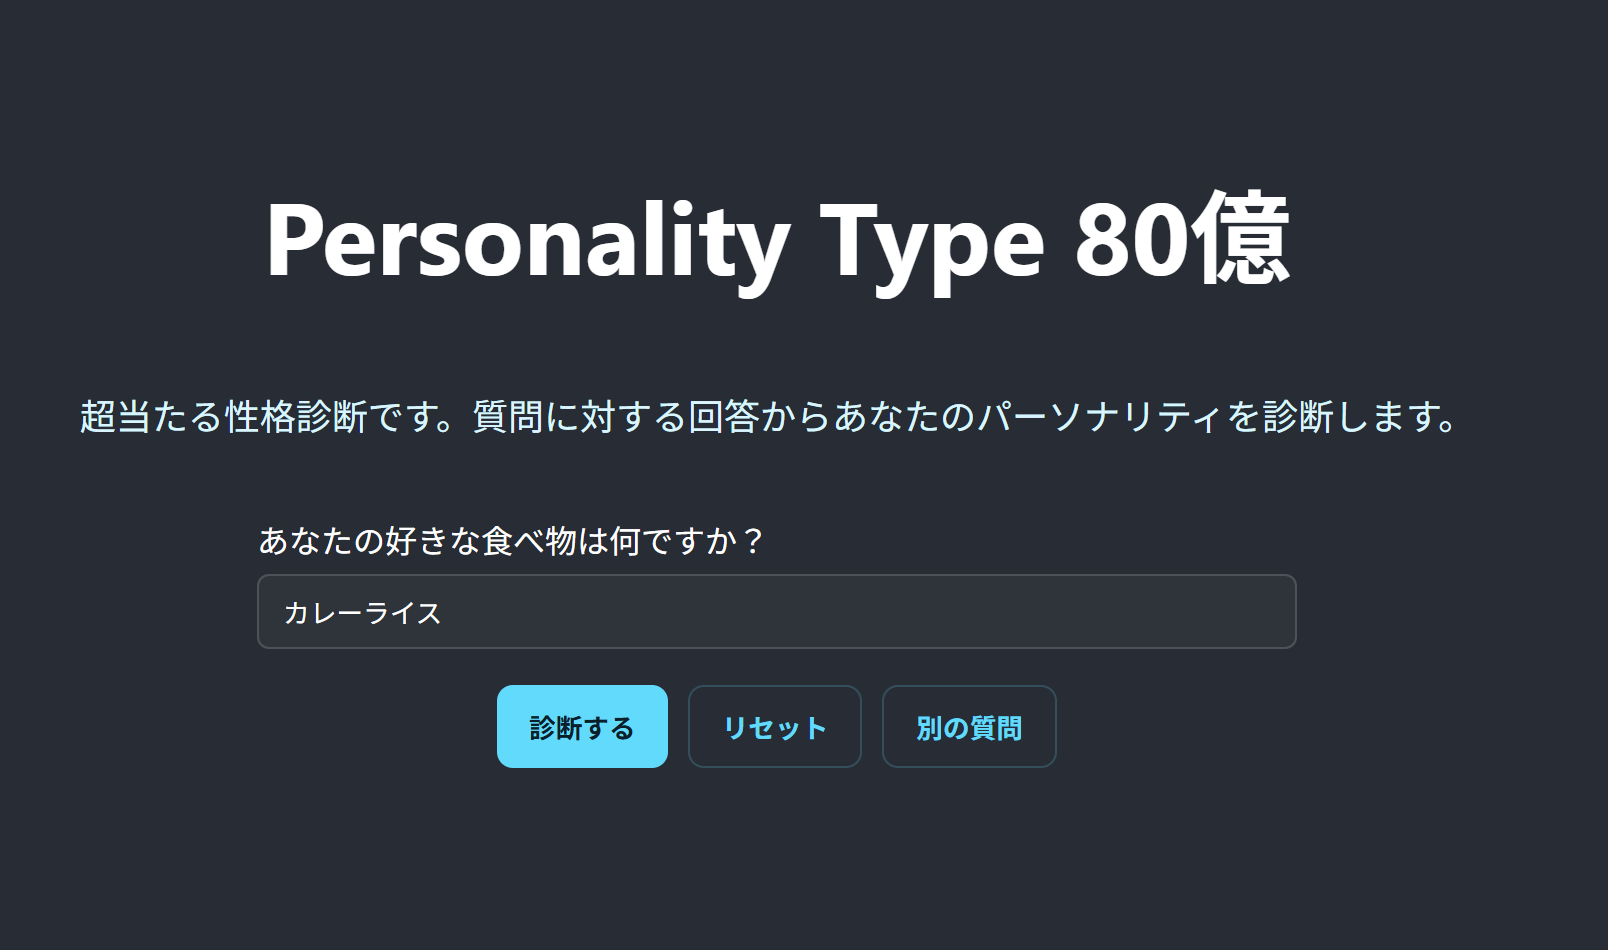 Personality Type 80億
超当たる性格診断です。質問に対する回答からあなたのパーソナリティを診断します。
あなたの好きな食べ物は何ですか？
カレーライス
診断する
リセット
別の質問